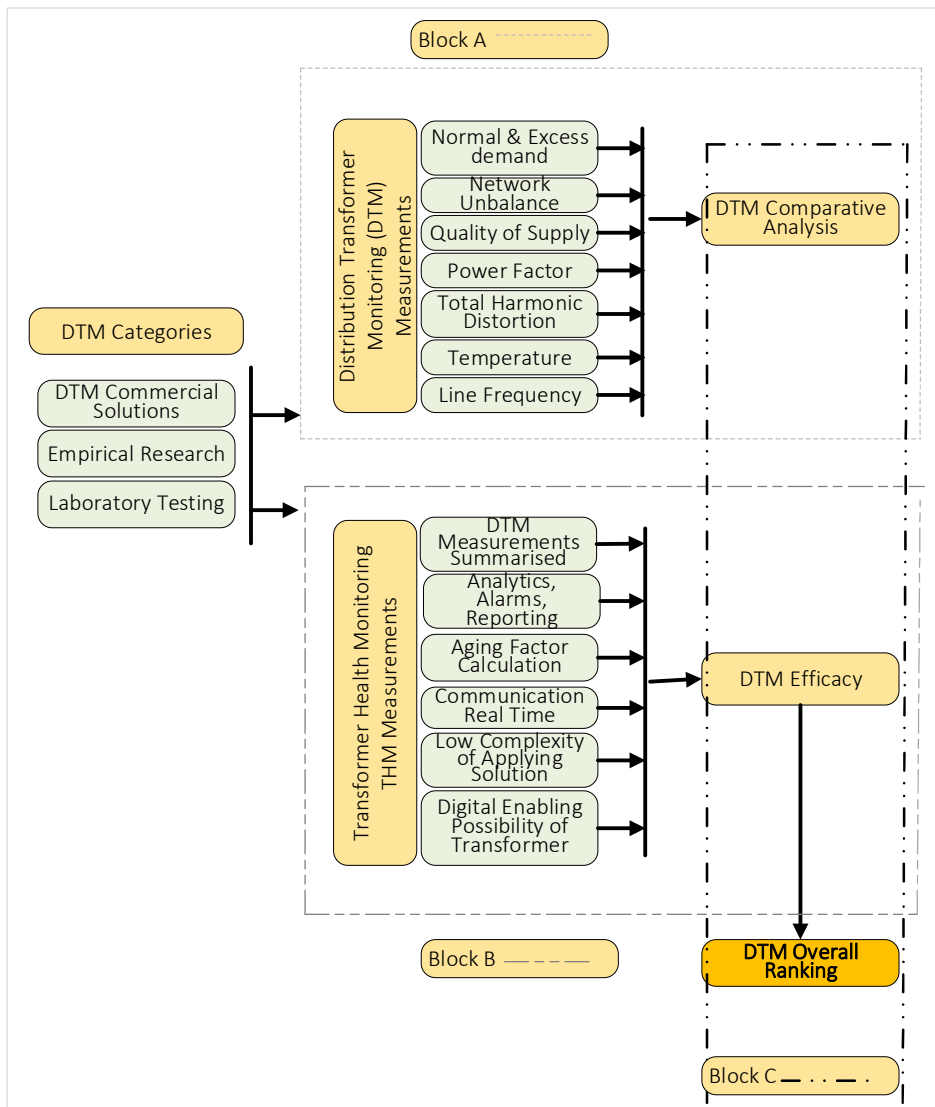 Block A
Distribution Transformer
Monitoring (DTM)
Measurements
Normal & Excess
demand
Network
Unbalance
Quality of Supply
Power Factor
Total Harmonic
Distortion
Temperature
Line Frequency
DTM Comparative
Analysis
DTM Categories
DTM Commercial
Solutions
Empirical Research
Laboratory Testing
Transformer Health Monitoring
THM Measurements
DTM
Measurements
Summarised
Analytics,
Alarms,
Reporting
Aging Factor
Calculation
Communication
Real Time
Low Complexity
of Applying
Solution
Digital Enabling
Possibility of
Transformer
DTM Efficacy
Block B
DTM Overall
Ranking
Block C